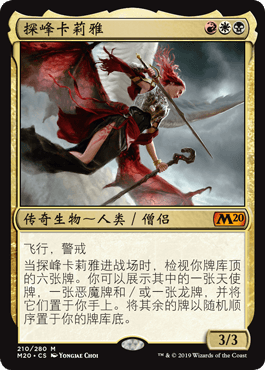 探峰卡莉雅
传奇生物～人类 / 僧侣
M20
飞行，警戒
当探峰卡莉雅进战场时，检视你牌库顶
的六张牌。你可以展示其中的一张天使
牌，一张恶魔牌和／或一张龙牌，并将
它们置于你手上。将其余的牌以随机顺
序置于你的牌库底。
3/3
210/280 M
M20 • CS YONGJAE CHOI
™ & © 2019 Wizards of the Coast